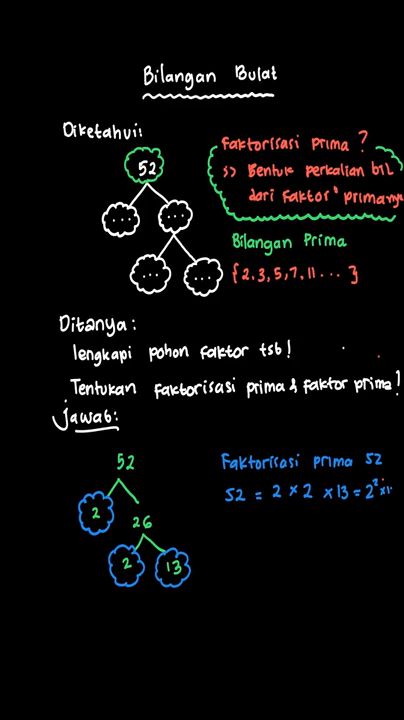 Bilangan Bulat
Diketahui:
52
... ...
... ...
Faktorisasi prima ?
↳ Bentuk perkalian bil
dari Faktor" primanya
Bilangan Prima
{2,3,5,7,11 ... }
Ditanya:
lengkapi pohon faktor tsb!
Tentukan faktorisasi prima & faktor prima!
Jawab:
52
2
26
2 13
Faktorisasi prima 52
52 = 2 × 2 × 13 = 2² × 1